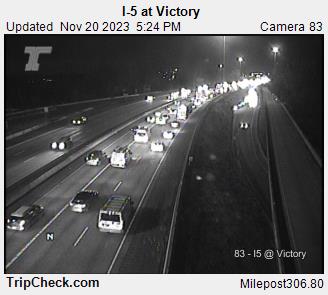 I-5 at Victory
Updated Nov 20 2023 5:24 PM Camera 83
T
N
83 - I5 @ Victory
TripCheck.com Milepost306.80